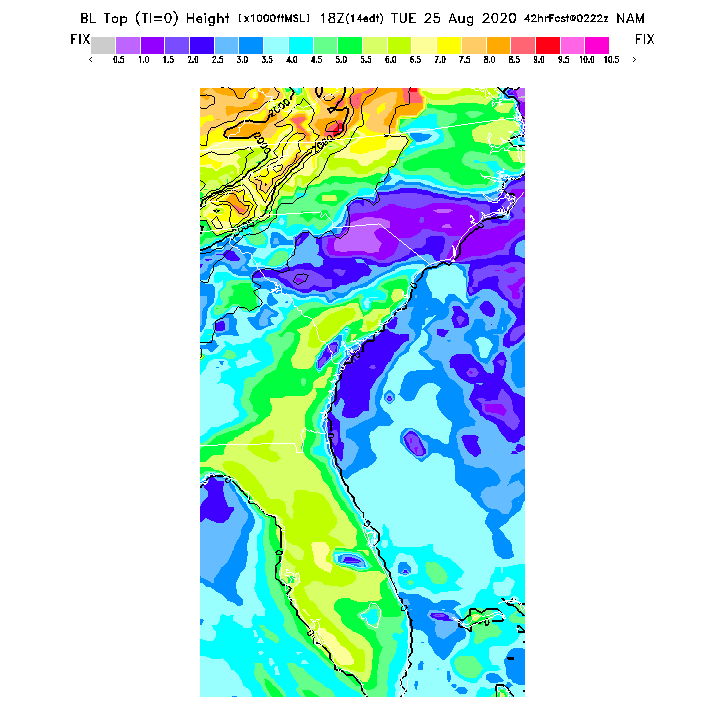 BL Top (TI=0) Height [x1000ftMSL] 18Z(14edt) TUE 25 Aug 2020 42hrFcst@0222z NAM
FIX FIX
< 0.5 1.0 1.5 2.0 2.5 3.0 3.5 4.0 4.5 5.0 5.5 6.0 6.5 7.0 7.5 8.0 8.5 9.0 9.5 10.0 10.5 >
2000
2000
2000